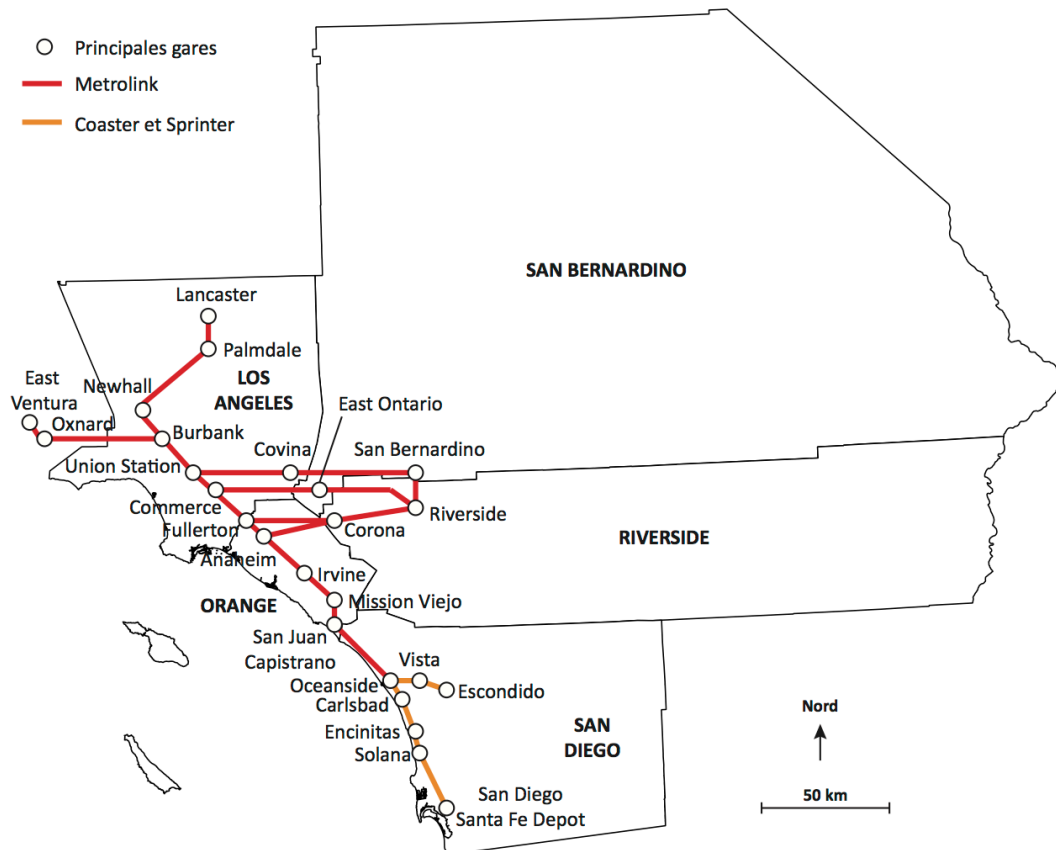 Principales gares
Metrolink
Coaster et Sprinter
SAN BERNARDINO
Lancaster
Palmdale
LOS
ANGELES
Newhall
East
Ventura
Oxnard
Burbank
East Ontario
Covina
San Bernardino
Union Station
Commerce
Fullerton
Corona
Riverside
RIVERSIDE
Anaheim
Irvine
ORANGE
Mission Viejo
San Juan
Capistrano
Vista
Oceanside
Escondido
Carlsbad
Encinitas
Solana
SAN
DIEGO
Nord
50 km
San Diego
Santa Fe Depot